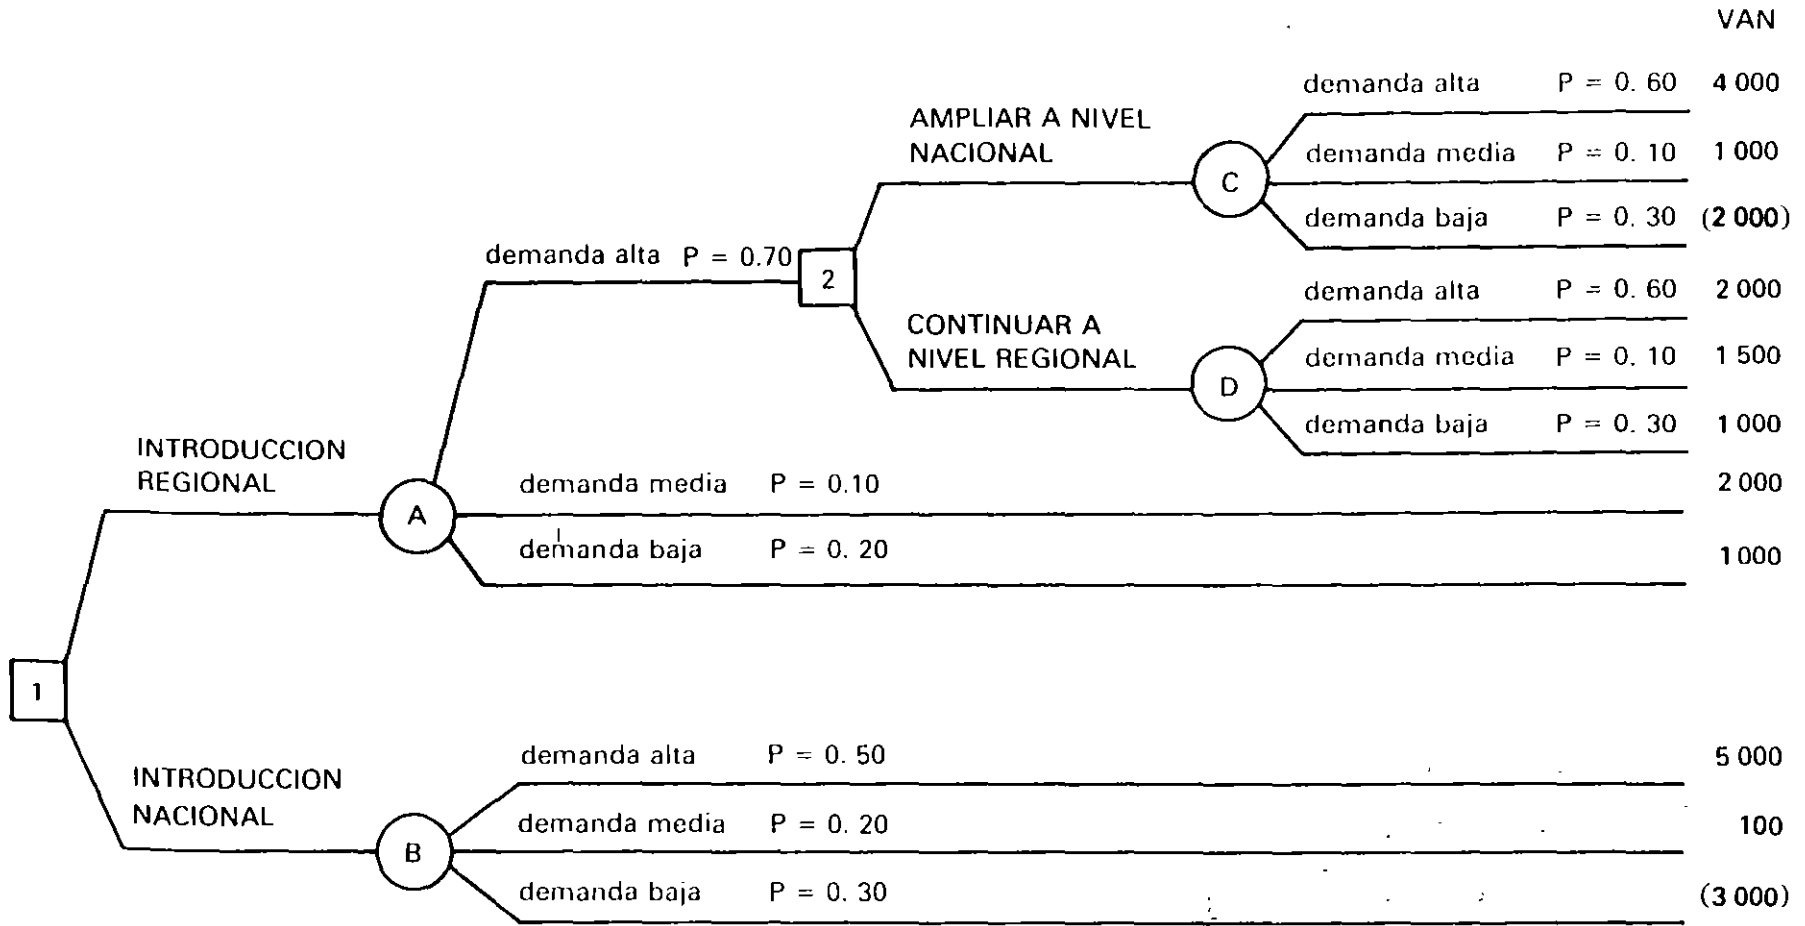 VAN
demanda alta P = 0. 60 4 000
AMPLIAR A NIVEL
NACIONAL
C
demanda media P = 0. 10 1 000
demanda baja P = 0. 30 (2 000)
demanda alta P = 0.70
2
demanda alta P = 0. 60 2 000
CONTINUAR A
NIVEL REGIONAL
D
demanda media P = 0. 10 1 500
demanda baja P = 0. 30 1 000
INTRODUCCION
REGIONAL
A
demanda media P = 0.10 2 000
demanda baja P = 0. 20 1 000
1
INTRODUCCION
NACIONAL
B
demanda alta P = 0. 50 5 000
demanda media P = 0. 20 100
demanda baja P = 0. 30 (3 000)